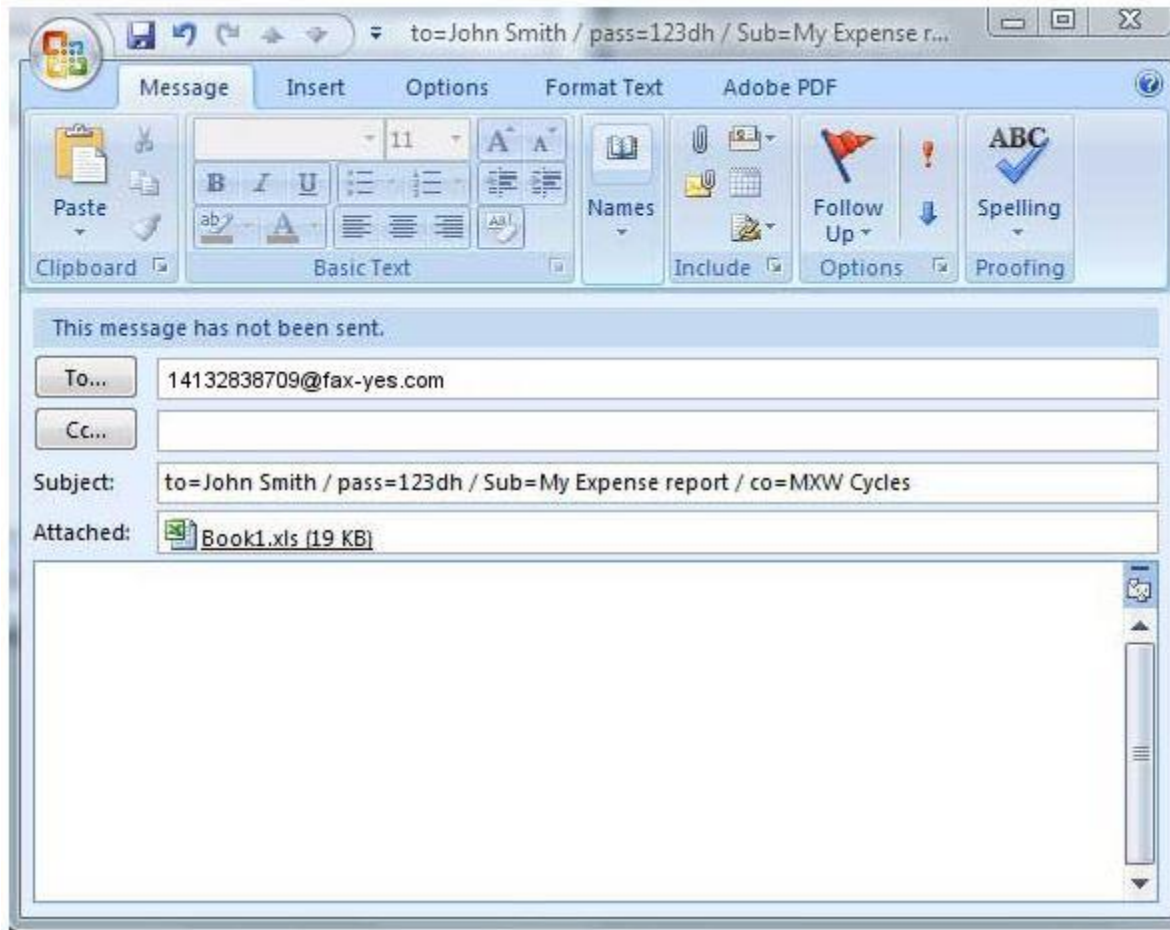 to=John Smith / pass=123dh / Sub=My Expense r...
Message Insert Options Format Text Adobe PDF
11 A A
B I U
Paste
ab A Aa
Names
Follow Up
ABC
Spelling
Clipboard Basic Text Include Options Proofing
This message has not been sent.
To... 14132838709@fax-yes.com
Cc...
Subject: to=John Smith / pass=123dh / Sub=My Expense report / co=MXW Cycles
Attached: Book1.xls (19 KB)